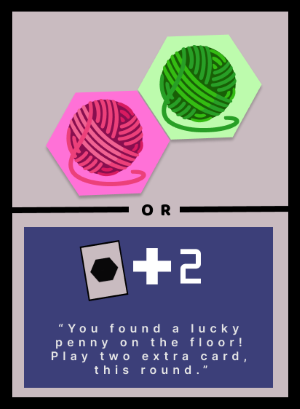 OR
+2
“You found a lucky
penny on the floor!
Play two extra card,
this round.”